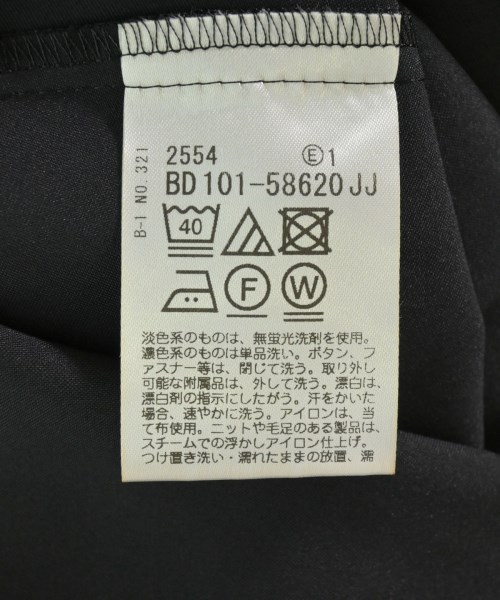 B-1 NO.321
2554 Ⓔ1
BD101-58620JJ
40
F W
淡色系のものは、無蛍光洗剤を使用。
濃色系のものは単品洗い。ボタン、フ
ァスナー等は、閉じて洗う。取り外し
可能な附属品は、外して洗う。漂白は、
漂白剤の指示にしたがう。汗をかいた
場合、速やかに洗う。アイロンは、当
て布使用。ニットや毛足のある製品は、
スチームでの浮かしアイロン仕上げ。
つけ置き洗い・濡れたままの放置、濡